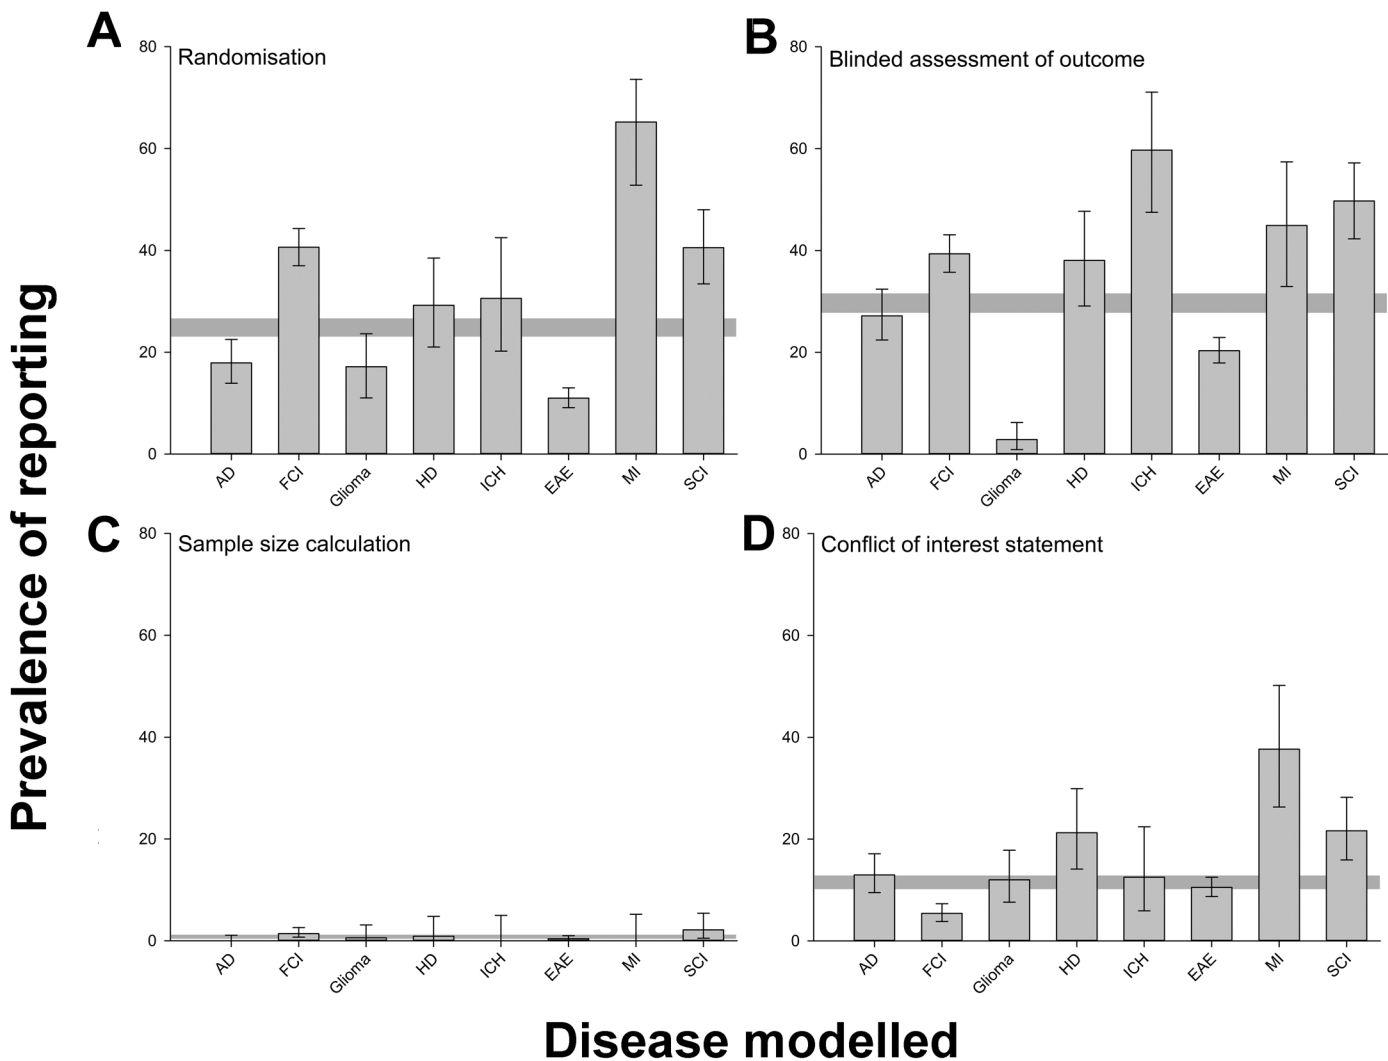 A
80
60
40
20
0
Randomisation
AD
FCI
Glioma
HD
ICH
EAE
MI
SCI
B
80
60
40
20
0
Blinded assessment of outcome
AD
FCI
Glioma
HD
ICH
EAE
MI
SCI
C
80
60
40
20
0
Sample size calculation
AD
FCI
Glioma
HD
ICH
EAE
MI
SCI
D
80
60
40
20
0
Conflict of interest statement
AD
FCI
Glioma
HD
ICH
EAE
MI
SCI
Prevalence of reporting
Disease modelled